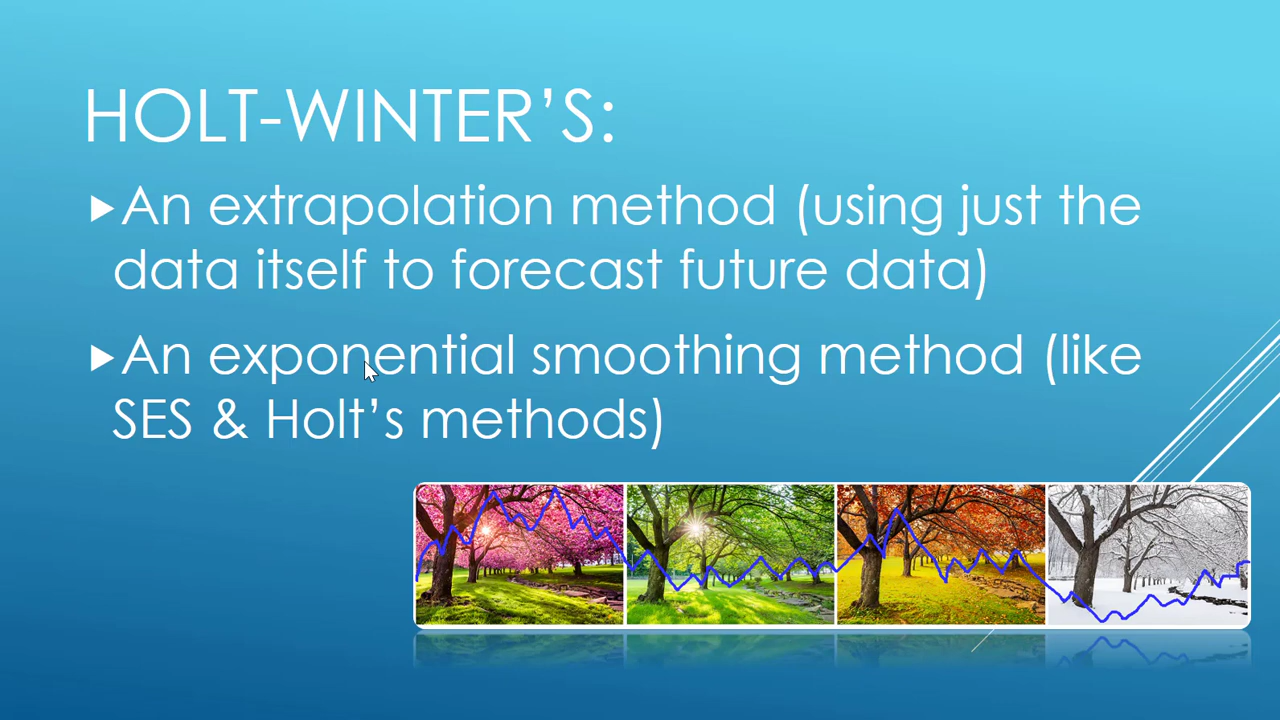 HOLT-WINTER’S:
An extrapolation method (using just the
data itself to forecast future data)
An exponential smoothing method (like
SES & Holt’s methods)